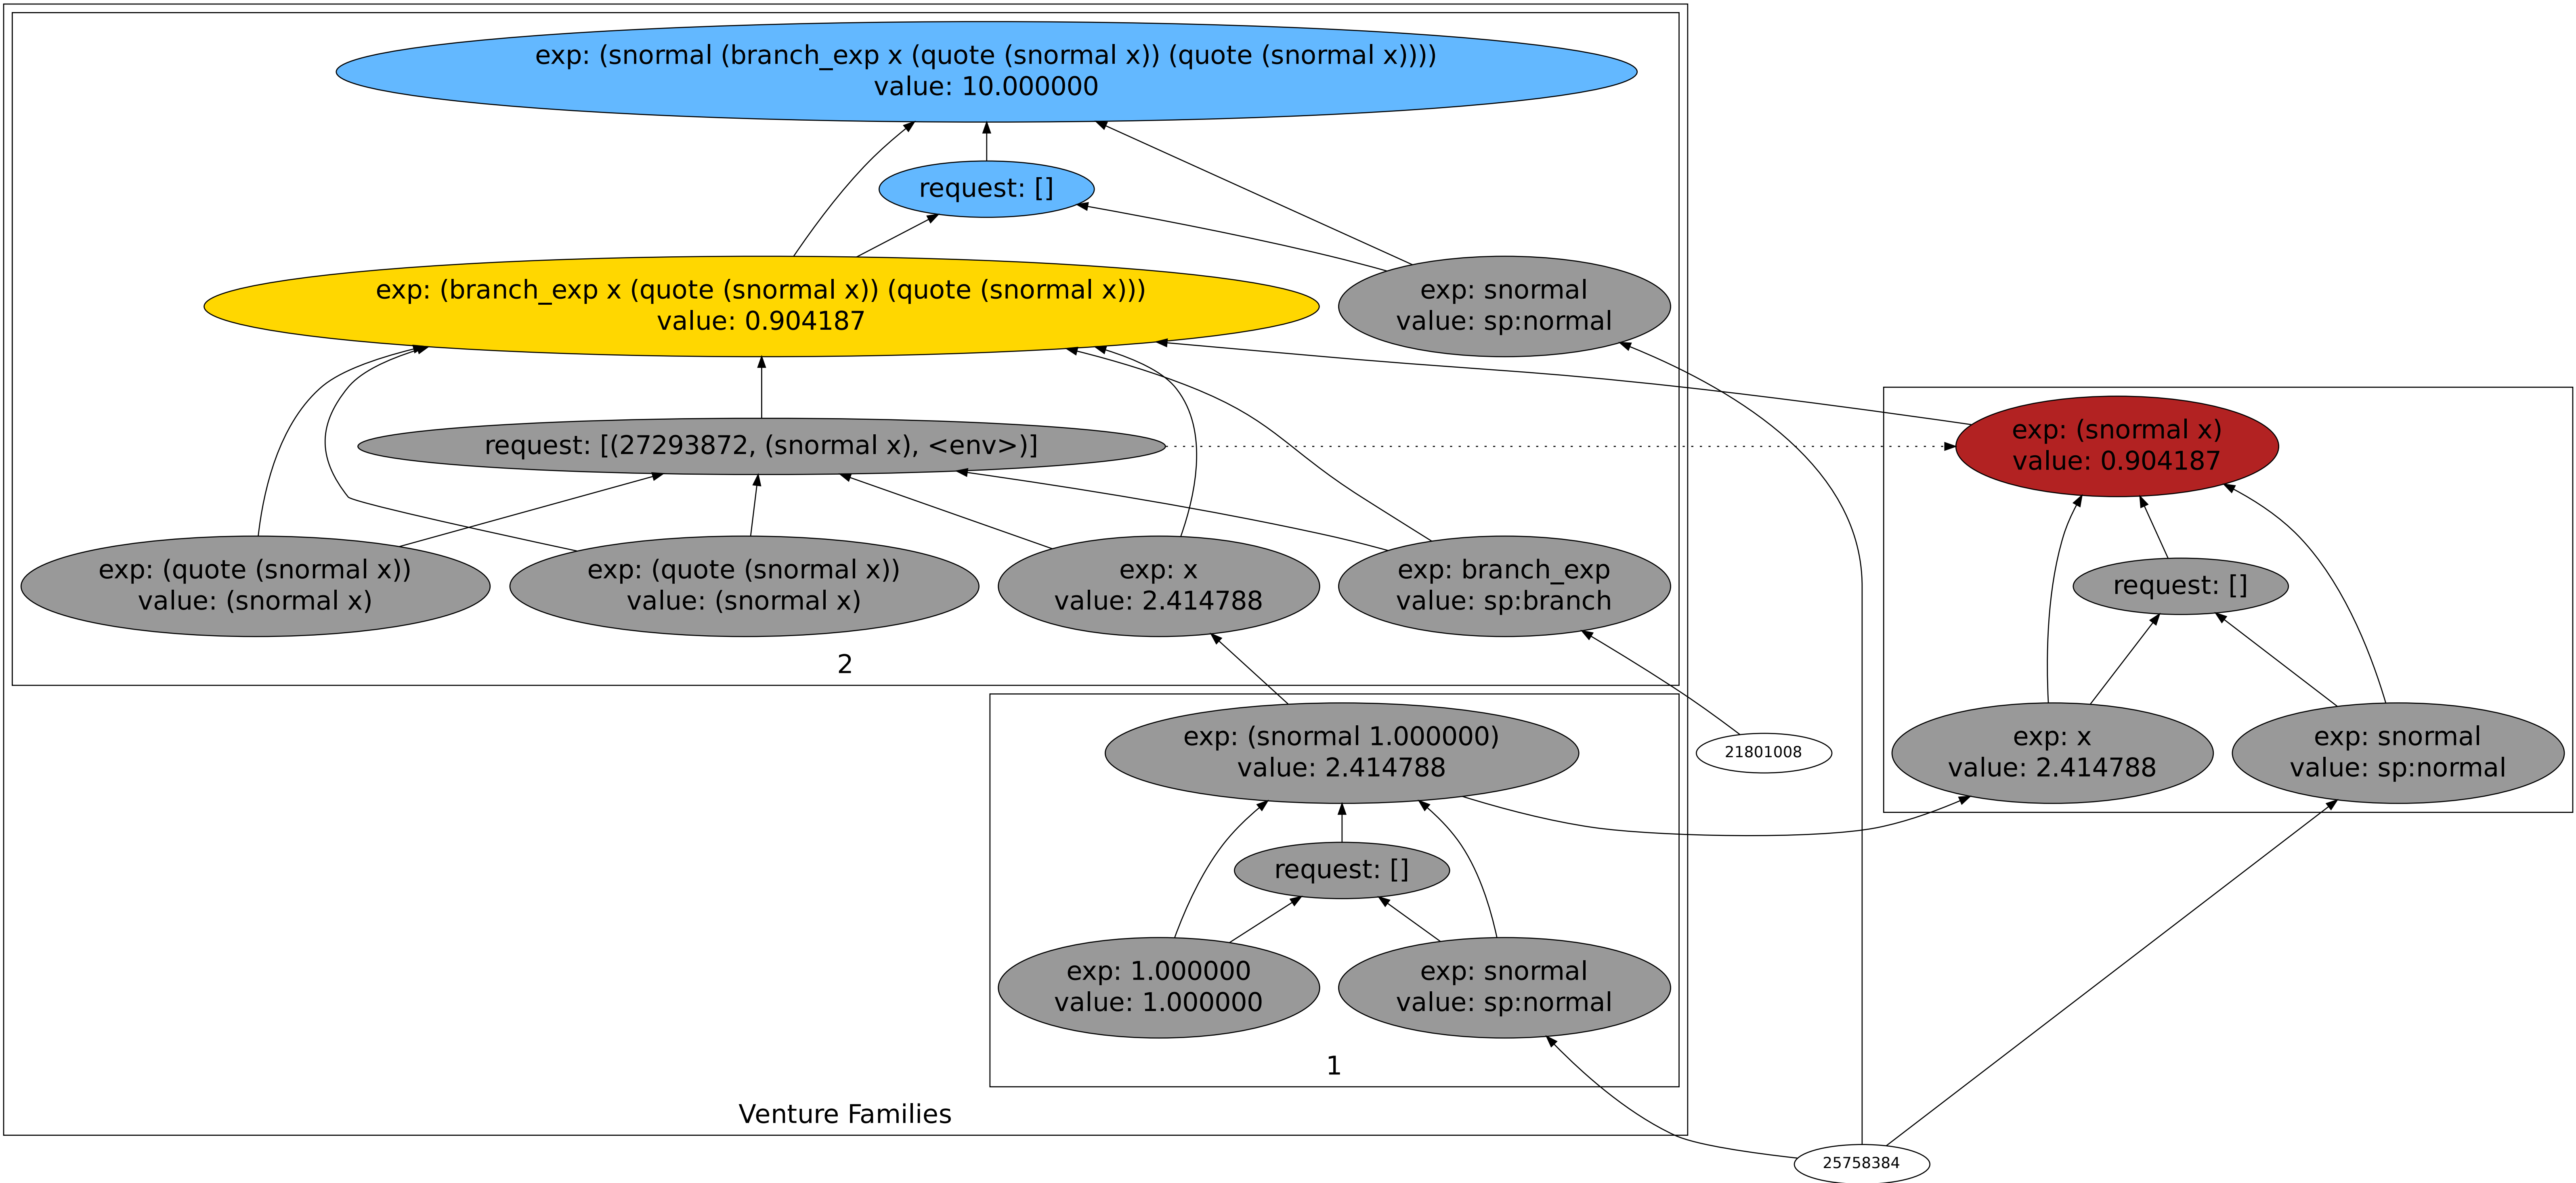 exp: (snormal (branch_exp x (quote (snormal x)) (quote (snormal x))))
value: 10.000000
request: []
exp: (branch_exp x (quote (snormal x)) (quote (snormal x)))
value: 0.904187
exp: snormal
value: sp:normal
request: [(27293872, (snormal x), <env>)]
exp: (snormal x)
value: 0.904187
exp: (quote (snormal x))
value: (snormal x)
exp: (quote (snormal x))
value: (snormal x)
exp: x
value: 2.414788
exp: branch_exp
value: sp:branch
request: []
2
exp: (snormal 1.000000)
value: 2.414788
21801008
exp: x
value: 2.414788
exp: snormal
value: sp:normal
request: []
exp: 1.000000
value: 1.000000
exp: snormal
value: sp:normal
1
Venture Families
25758384